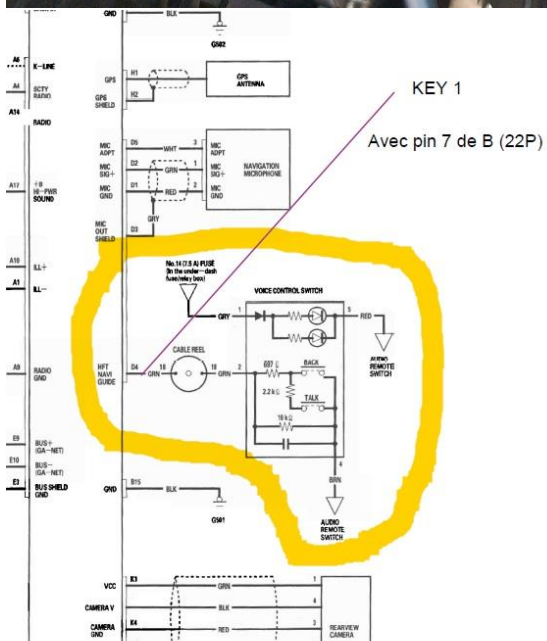 GND
BLK
G502
A6
K-LINE
A4
SCTY
RADIO
A14
RADIO
GPS
H1
GPS
SHIELD
H2
GPS
ANTENNA
KEY 1
Avec pin 7 de B (22P)
MIC
ADPT
D5
WHT
3
MIC
ADPT
MIC
SIG+
D2
GRN
1
MIC
SIG+
MIC
GND
D1
RED
2
MIC
GND
NAVIGATION
MICROPHONE
A17
+B
HI-PWR
SOUND
GRY
MIC
OUT
SHIELD
D3
A10
ILL+
A1
ILL-
No.14 (7.5 A) FUSE
(In the under-dash
fuse/relay box)
VOICE CONTROL SWITCH
GRY
1
5
RED
AUDIO
REMOTE
SWITCH
CABLE REEL
A9
RADIO
GND
HFT
NAVI
GUIDE
D4
GRN
18
18
GRN
2
697 Ω
BACK
2.2 k Ω
TALK
10 k Ω
4
BRN
AUDIO
REMOTE
SWITCH
E9
BUS+
(GA-NET)
E10
BUS-
(GA-NET)
E3
BUS SHIELD
GND
GND
B15
BLK
G501
VCC
K3
GRN
1
CAMERA V
BLK
4
CAMERA
GND
K4
RED
3
REARVIEW
CAMERA